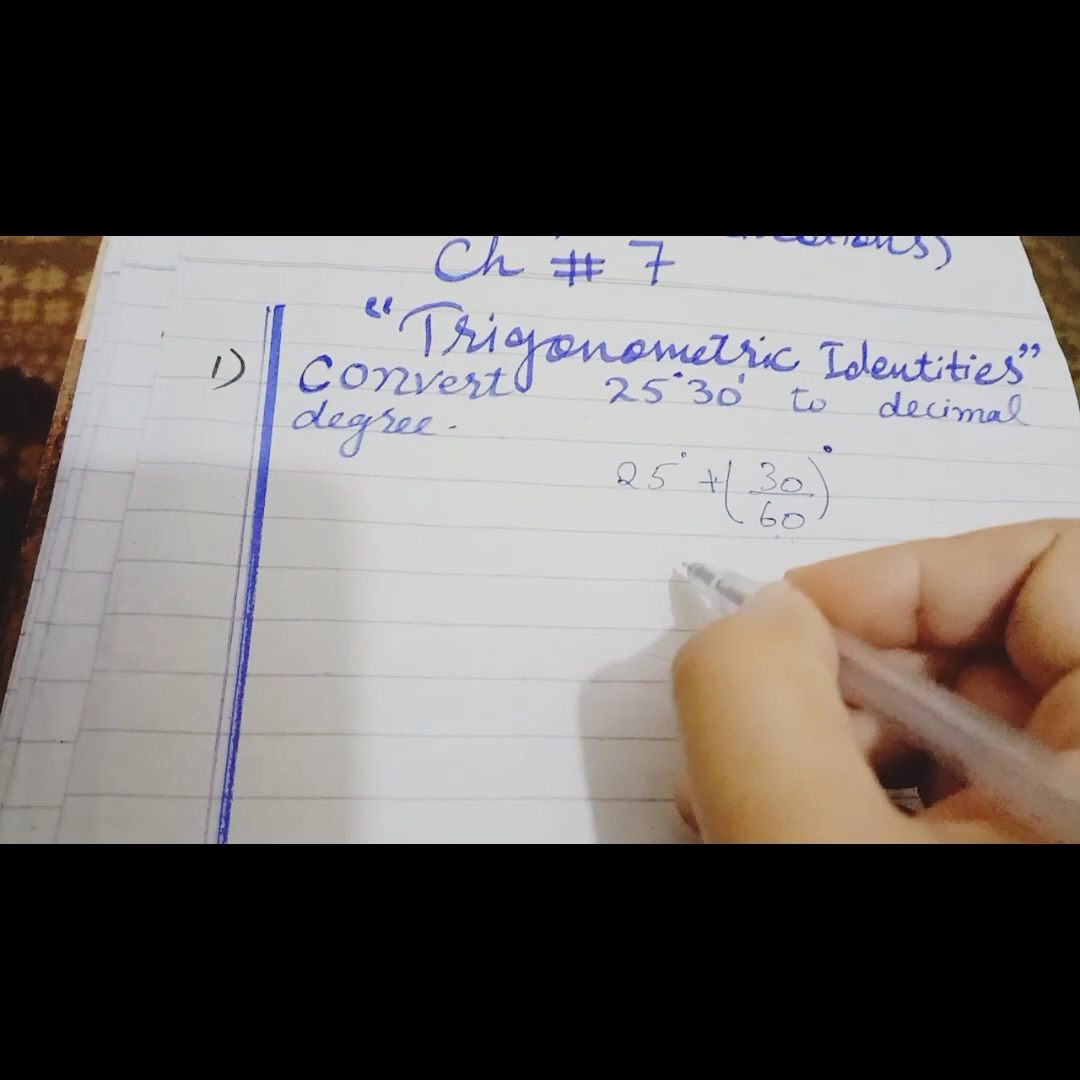 Ch # 7
"Trigonometric Identities"
1) Convert 25°30' to decimal
degree.
25° + (30/60)°